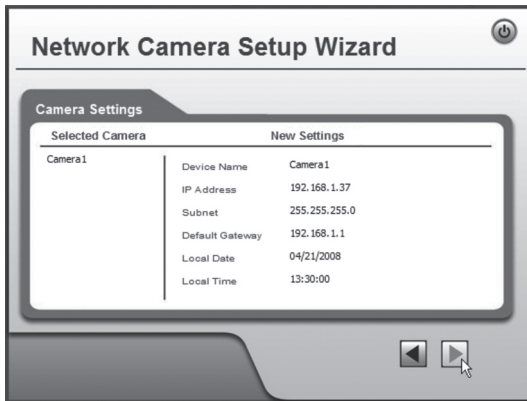 Network Camera Setup Wizard
Camera Settings
Selected Camera New Settings
Camera1
Device Name Camera1
IP Address 192.168.1.37
Subnet 255.255.255.0
Default Gateway 192.168.1.1
Local Date 04/21/2008
Local Time 13:30:00